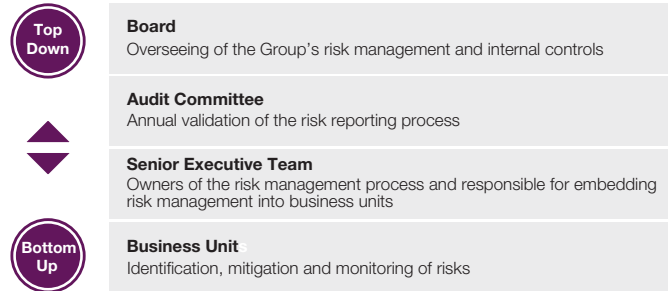 Top
Down
Board
Overseeing of the Group's risk management and internal controls
Audit Committee
Annual validation of the risk reporting process
Senior Executive Team
Owners of the risk management process and responsible for embedding
risk management into business units
Bottom
Up
Business Units
Identification, mitigation and monitoring of risks